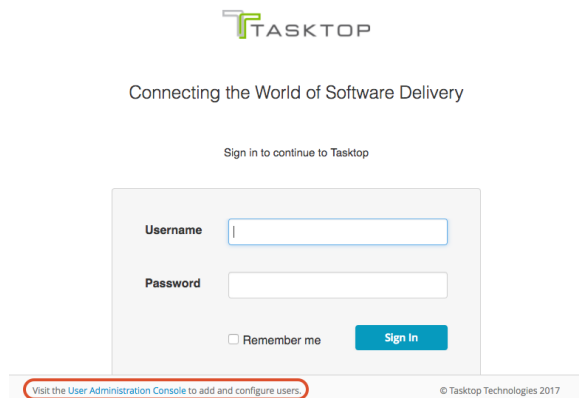 TASKTOP
Connecting the World of Software Delivery
Sign in to continue to Tasktop
Username
Password
Remember me
Sign In
Visit the User Administration Console to add and configure users.
© Tasktop Technologies 2017